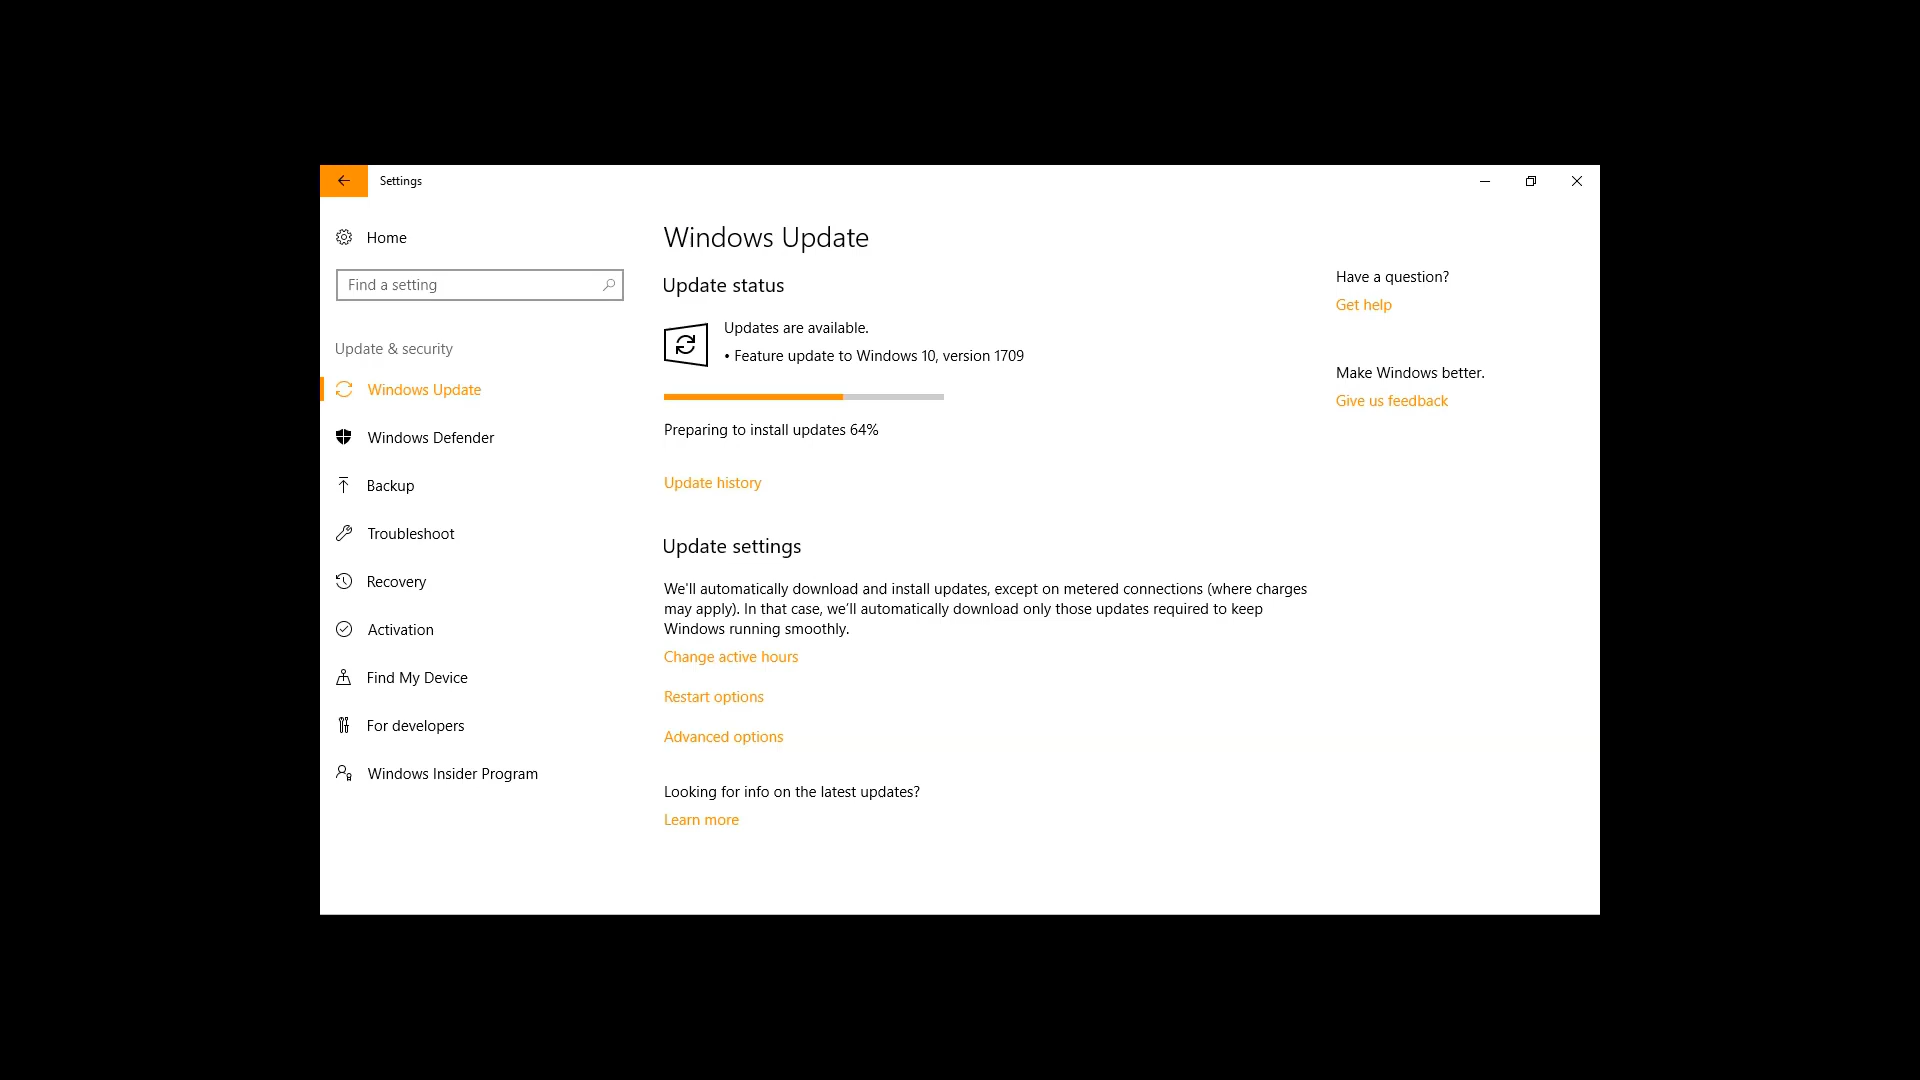 Settings
Home
Find a setting
Update & security
Windows Update
Windows Defender
Backup
Troubleshoot
Recovery
Activation
Find My Device
For developers
Windows Insider Program
Windows Update
Update status
Updates are available.
• Feature update to Windows 10, version 1709
Preparing to install updates 64%
Update history
Update settings
We'll automatically download and install updates, except on metered connections (where charges
may apply). In that case, we'll automatically download only those updates required to keep
Windows running smoothly.
Change active hours
Restart options
Advanced options
Looking for info on the latest updates?
Learn more
Have a question?
Get help
Make Windows better.
Give us feedback